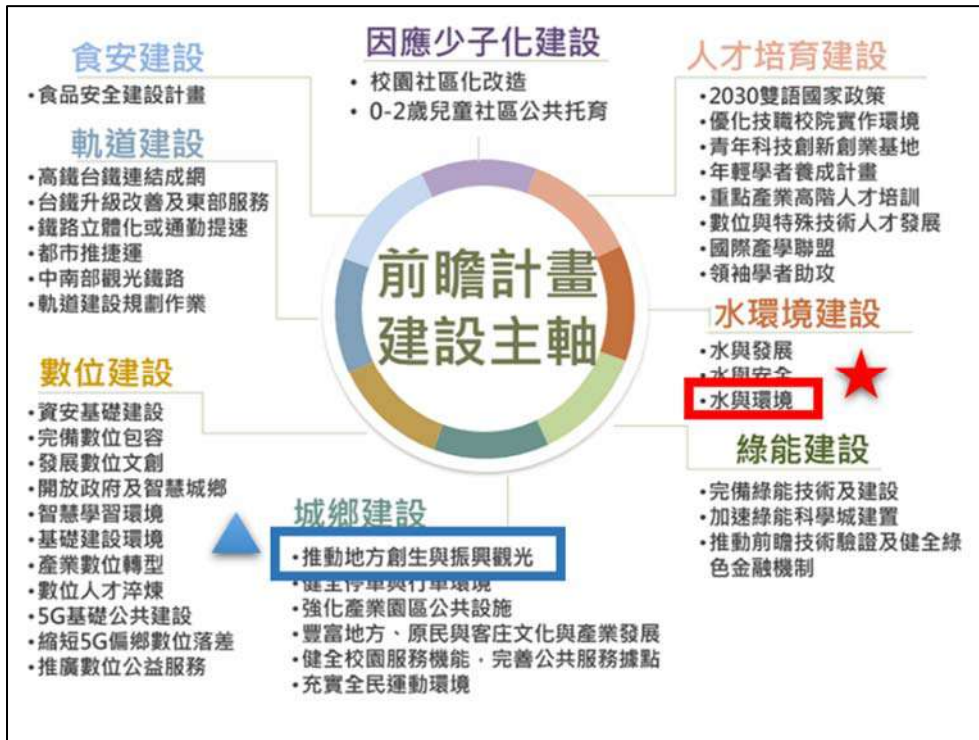 因應少子化建設
• 校園社區化改造
• 0-2歲兒童社區公共托育
食安建設
•食品安全建設計畫
軌道建設
•高鐵台鐵連結成網
•台鐵升級改善及東部服務
•鐵路立體化或通勤提速
•都市推捷運
•中南部觀光鐵路
•軌道建設規劃作業
人才培育建設
•2030雙語國家政策
•優化技職校院實作環境
•青年科技創新創業基地
•年輕學者養成計畫
•重點產業高階人才培訓
•數位與特殊技術人才發展
•國際產學聯盟
•領袖學者助攻
前瞻計畫
建設主軸
水環境建設
•水與發展
•水與安全
•水與環境
數位建設
•資安基礎建設
•完備數位包容
•發展數位文創
•開放政府及智慧城鄉
•智慧學習環境
•基礎建設環境
•產業數位轉型
•數位人才淬煉
•5G基礎公共建設
•縮短5G偏鄉數位落差
•推廣數位公益服務
城鄉建設
•推動地方創生與振興觀光
•健全停車與行車環境
•強化產業園區公共設施
•豐富地方、原民與客庄文化與產業發展
•健全校園服務機能，完善公共服務據點
•充實全民運動環境
綠能建設
•完備綠能技術及建設
•加速綠能科學城建置
•推動前瞻技術驗證及健全綠
色金融機制